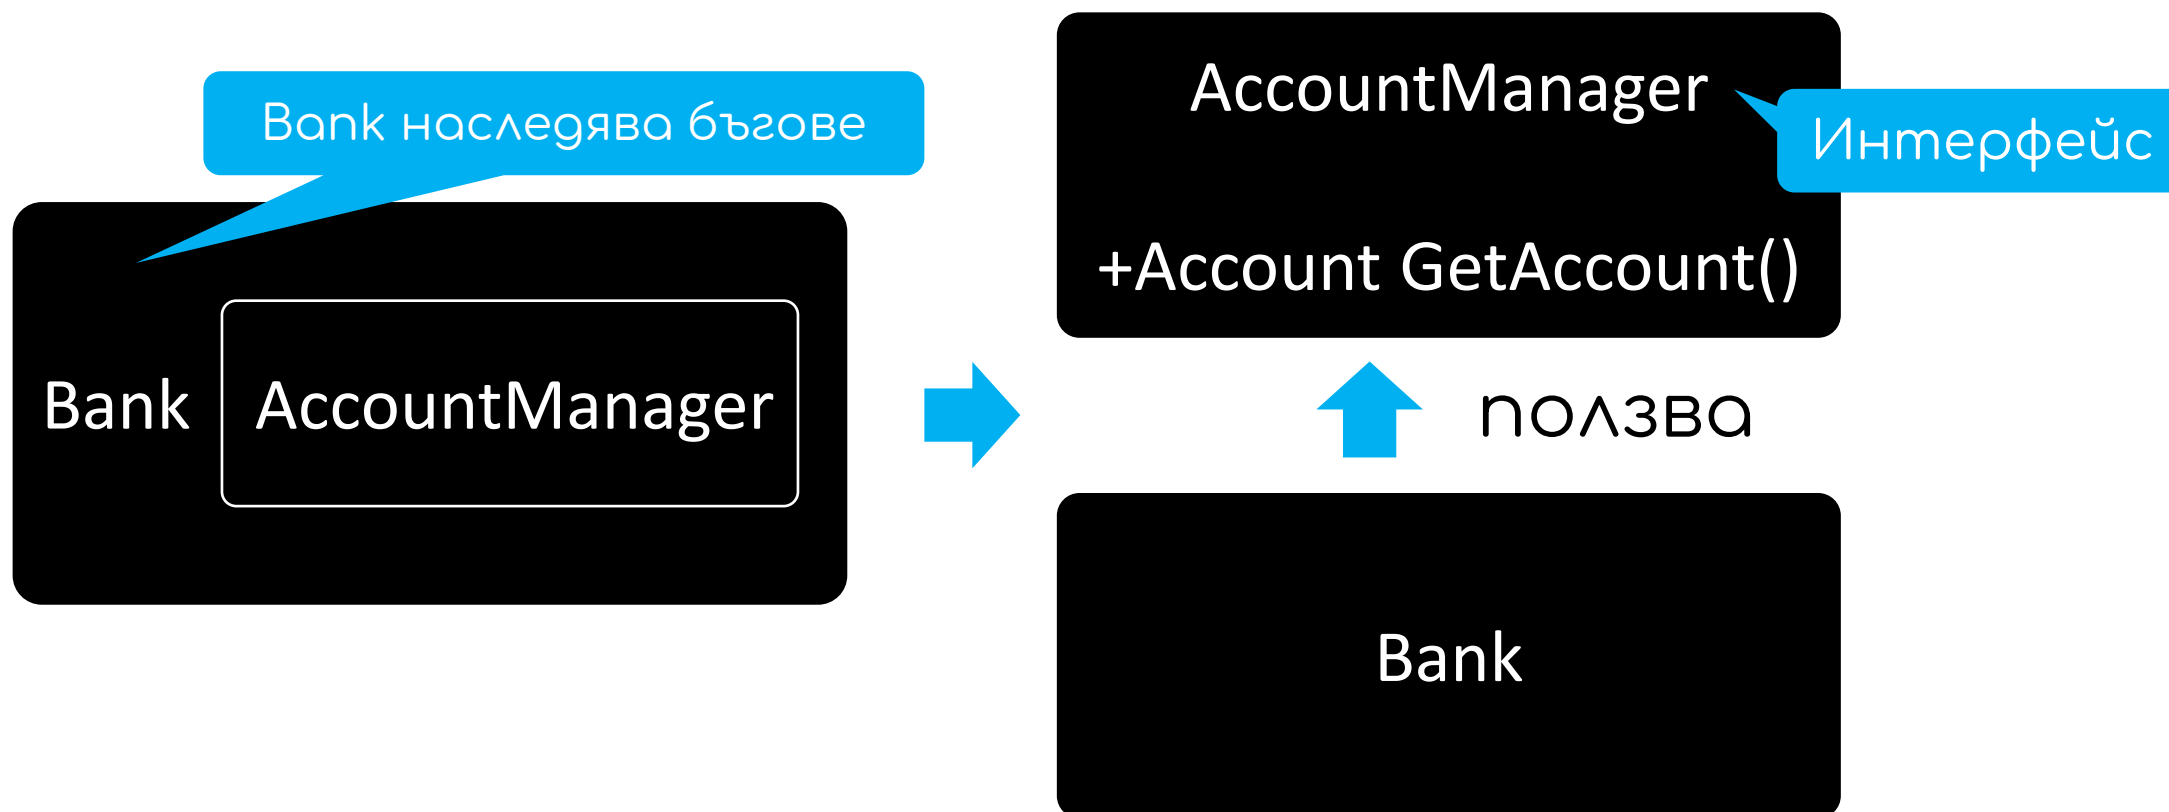 Bank наследява бъгове
Bank
AccountManager
AccountManager
Интерфейс
+Account GetAccount()
ползва
Bank